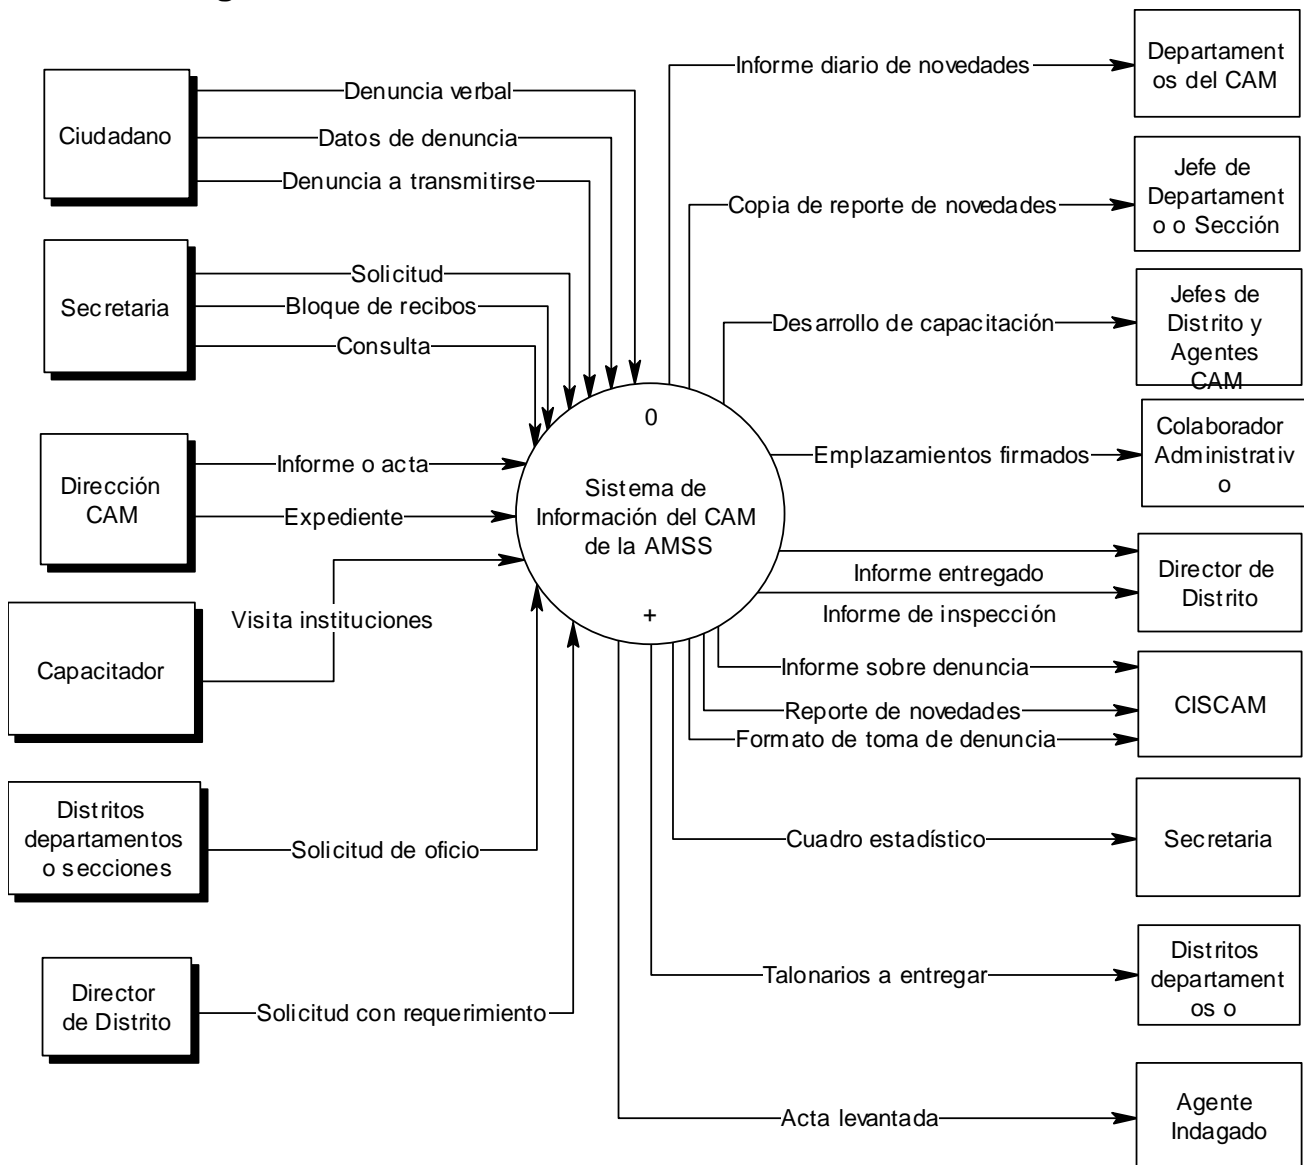 Ciudadano
Denuncia verbal
Datos de denuncia
Denuncia a transmitirse
Secretaria
Solicitud
Bloque de recibos
Consulta
Dirección
CAM
Informe o acta
Expediente
Capacitador
Visita instituciones
Distritos
departamentos
o secciones
Solicitud de oficio
Director
de Distrito
Solicitud con requerimiento
0
Sistema de
Información del CAM
de la AMSS
+
Informe diario de novedades
Departament
os del CAM
Copia de reporte de novedades
Jefe de
Departament
o o Sección
Desarrollo de capacitación
Jefes de
Distrito y
Agentes
CAM
Emplazamientos firmados
Colaborador
Administrativ
o
Informe entregado
Informe de inspección
Director de
Distrito
Informe sobre denuncia
Reporte de novedades
Formato de toma de denuncia
CISCAM
Cuadro estadístico
Secretaria
Talonarios a entregar
Distritos
departament
os o
Acta levantada
Agente
Indagado